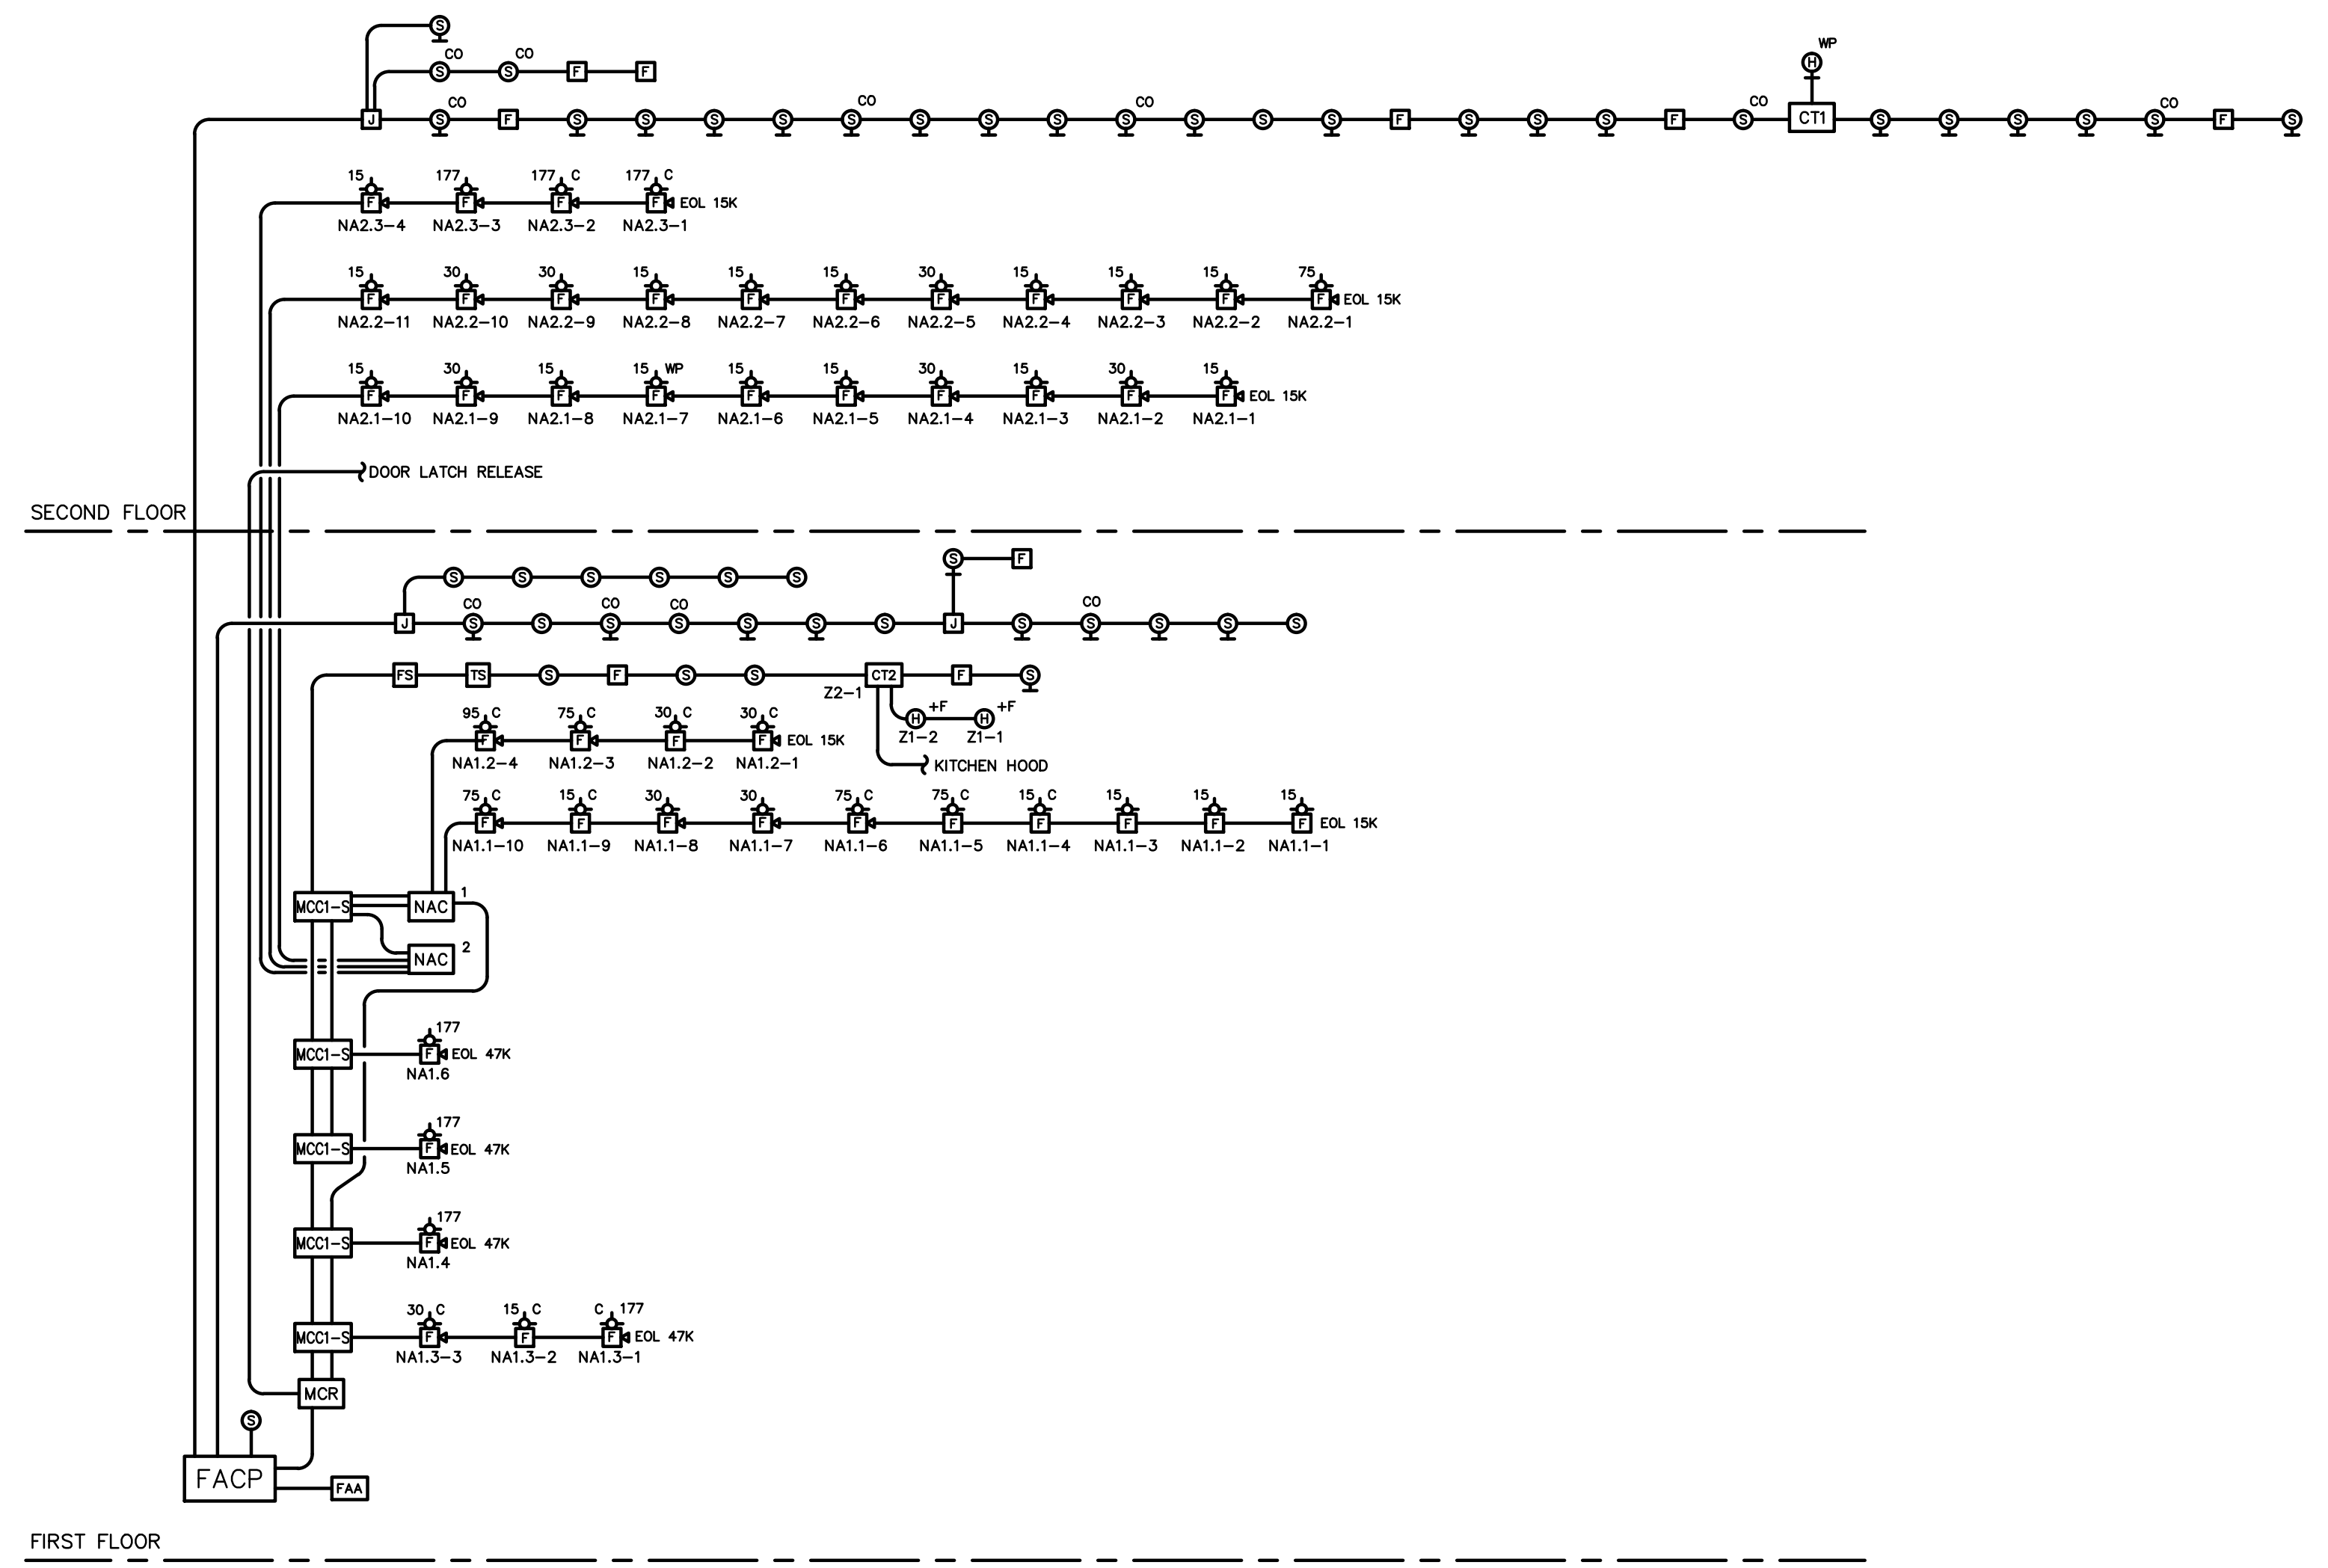 S
CO CO
S S F F
WP
H
CO CO CO CO CO
J S F S S S S S S S S S S S S F S S S F S CT1 S S S S S F S
15 177 177 C 177 C
F F F F EOL 15K
NA2.3-4 NA2.3-3 NA2.3-2 NA2.3-1
15 30 30 15 15 15 30 15 15 15 75
F F F F F F F F F F F EOL 15K
NA2.2-11 NA2.2-10 NA2.2-9 NA2.2-8 NA2.2-7 NA2.2-6 NA2.2-5 NA2.2-4 NA2.2-3 NA2.2-2 NA2.2-1
15 30 15 15 WP 15 15 30 15 30 15
F F F F F F F F F F EOL 15K
NA2.1-10 NA2.1-9 NA2.1-8 NA2.1-7 NA2.1-6 NA2.1-5 NA2.1-4 NA2.1-3 NA2.1-2 NA2.1-1
DOOR LATCH RELEASE
SECOND FLOOR
S F
S S S S S S
CO CO CO CO
J S S S S S S S J S S S S S
FS TS S F S S CT2 F S
Z2-1
H +F H +F
Z1-2 Z1-1
KITCHEN HOOD
95 C 75 C 30 C 30 C
F F F F EOL 15K
NA1.2-4 NA1.2-3 NA1.2-2 NA1.2-1
75 C 15 C 30 30 75 C 75 C 15 C 15 15 15
F F F F F F F F F F EOL 15K
NA1.1-10 NA1.1-9 NA1.1-8 NA1.1-7 NA1.1-6 NA1.1-5 NA1.1-4 NA1.1-3 NA1.1-2 NA1.1-1
MCC1-S NAC 1
NAC 2
177
MCC1-S F EOL 47K
NA1.6
177
MCC1-S F EOL 47K
NA1.5
177
MCC1-S F EOL 47K
NA1.4
30 C 15 C C 177
MCC1-S F F F EOL 47K
NA1.3-3 NA1.3-2 NA1.3-1
MCR
S
FACP FAA
FIRST FLOOR